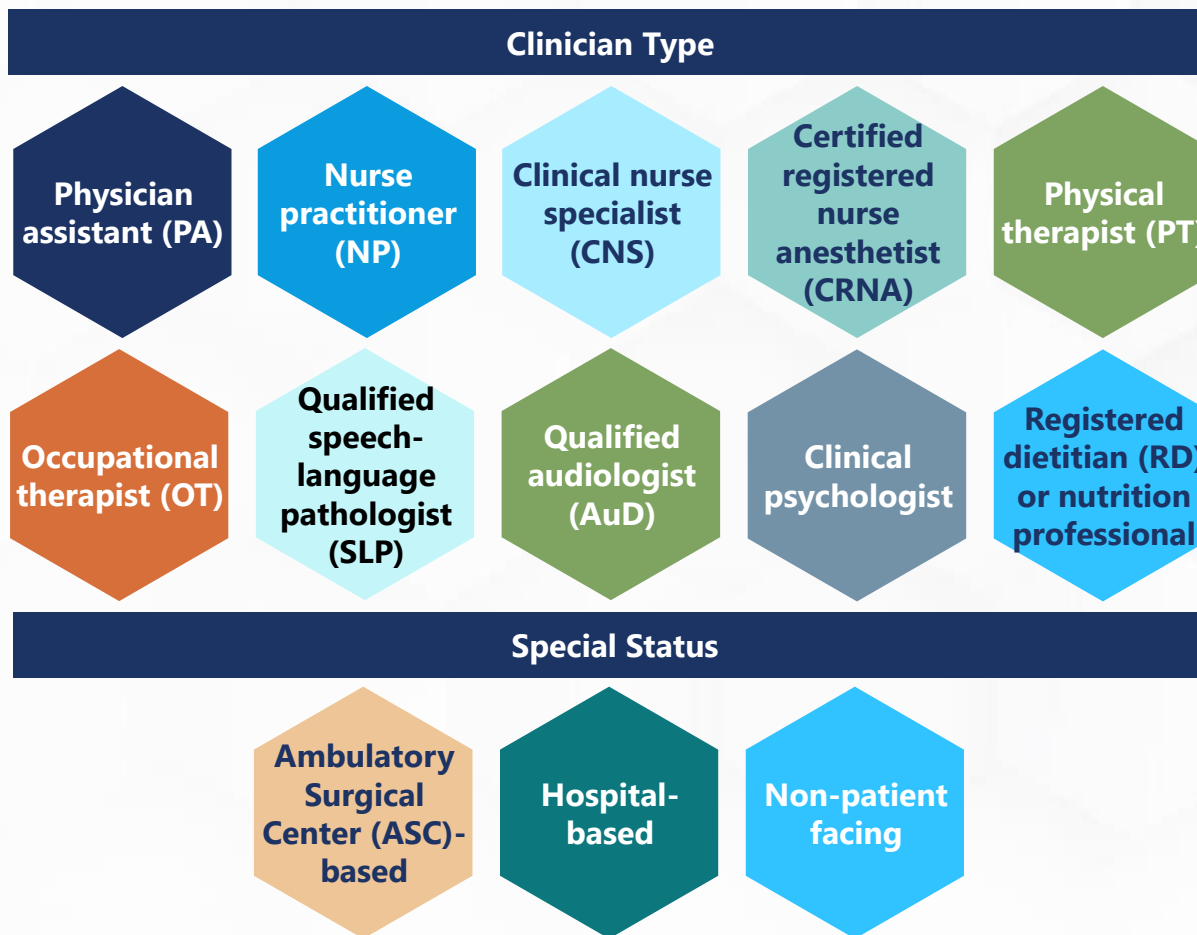 Clinician Type
Physician
assistant (PA)
Nurse
practitioner
(NP)
Clinical nurse
specialist
(CNS)
Certified
registered
nurse
anesthetist
(CRNA)
Physical
therapist (PT)
Occupational
therapist (OT)
Qualified
speech-
language
pathologist
(SLP)
Qualified
audiologist
(AuD)
Clinical
psychologist
Registered
dietitian (RD)
or nutrition
professional
Special Status
Ambulatory
Surgical
Center (ASC)-
based
Hospital-
based
Non-patient
facing